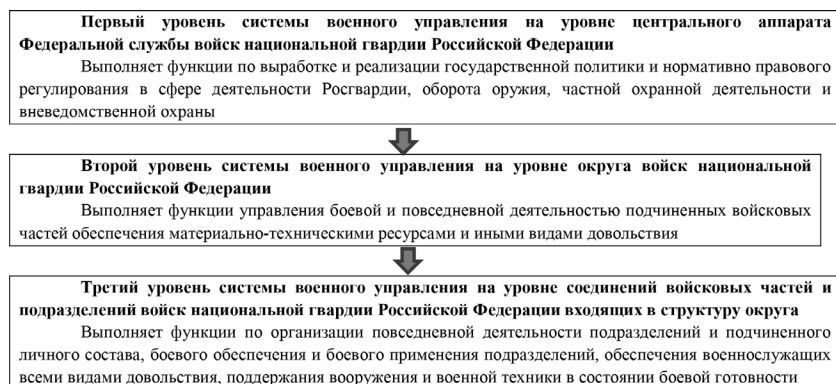 Первый уровень системы военного управления на уровне центрального аппарата
Федеральной службы войск национальной гвардии Российской Федерации
Выполняет функции по выработке и реализации государственной политики и нормативно правового
регулирования в сфере деятельности Росгвардии, оборота оружия, частной охранной деятельности и
вневедомственной охраны
Второй уровень системы военного управления на уровне округа войск национальной
гвардии Российской Федерации
Выполняет функции управления боевой и повседневной деятельностью подчиненных войсковых
частей обеспечения материально-техническими ресурсами и иными видами довольствия
Третий уровень системы военного управления на уровне соединений войсковых частей и
подразделений войск национальной гвардии Российской Федерации входящих в структуру округа
Выполняет функции по организации повседневной деятельности подразделений и подчиненного
личного состава, боевого обеспечения и боевого применения подразделений, обеспечения военнослужащих
всеми видами довольствия, поддержания вооружения и военной техники в состоянии боевой готовности